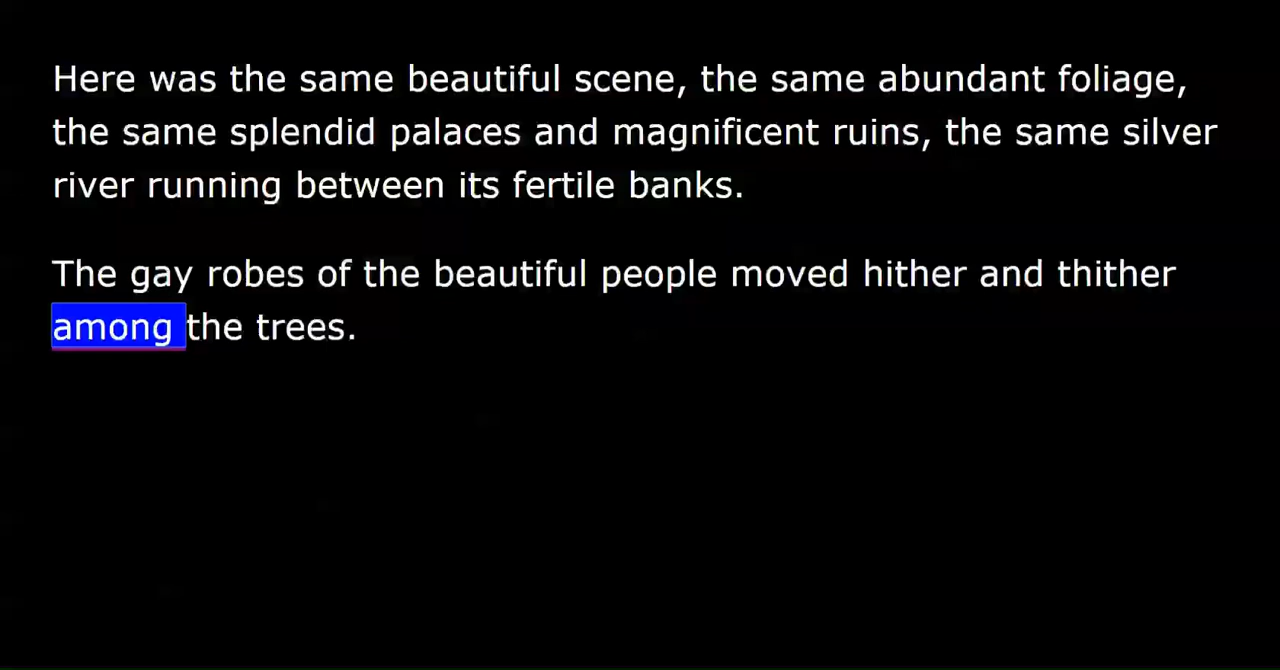 Here was the same beautiful scene, the same abundant foliage,
the same splendid palaces and magnificent ruins, the same silver
river running between its fertile banks.
The gay robes of the beautiful people moved hither and thither
among the trees.